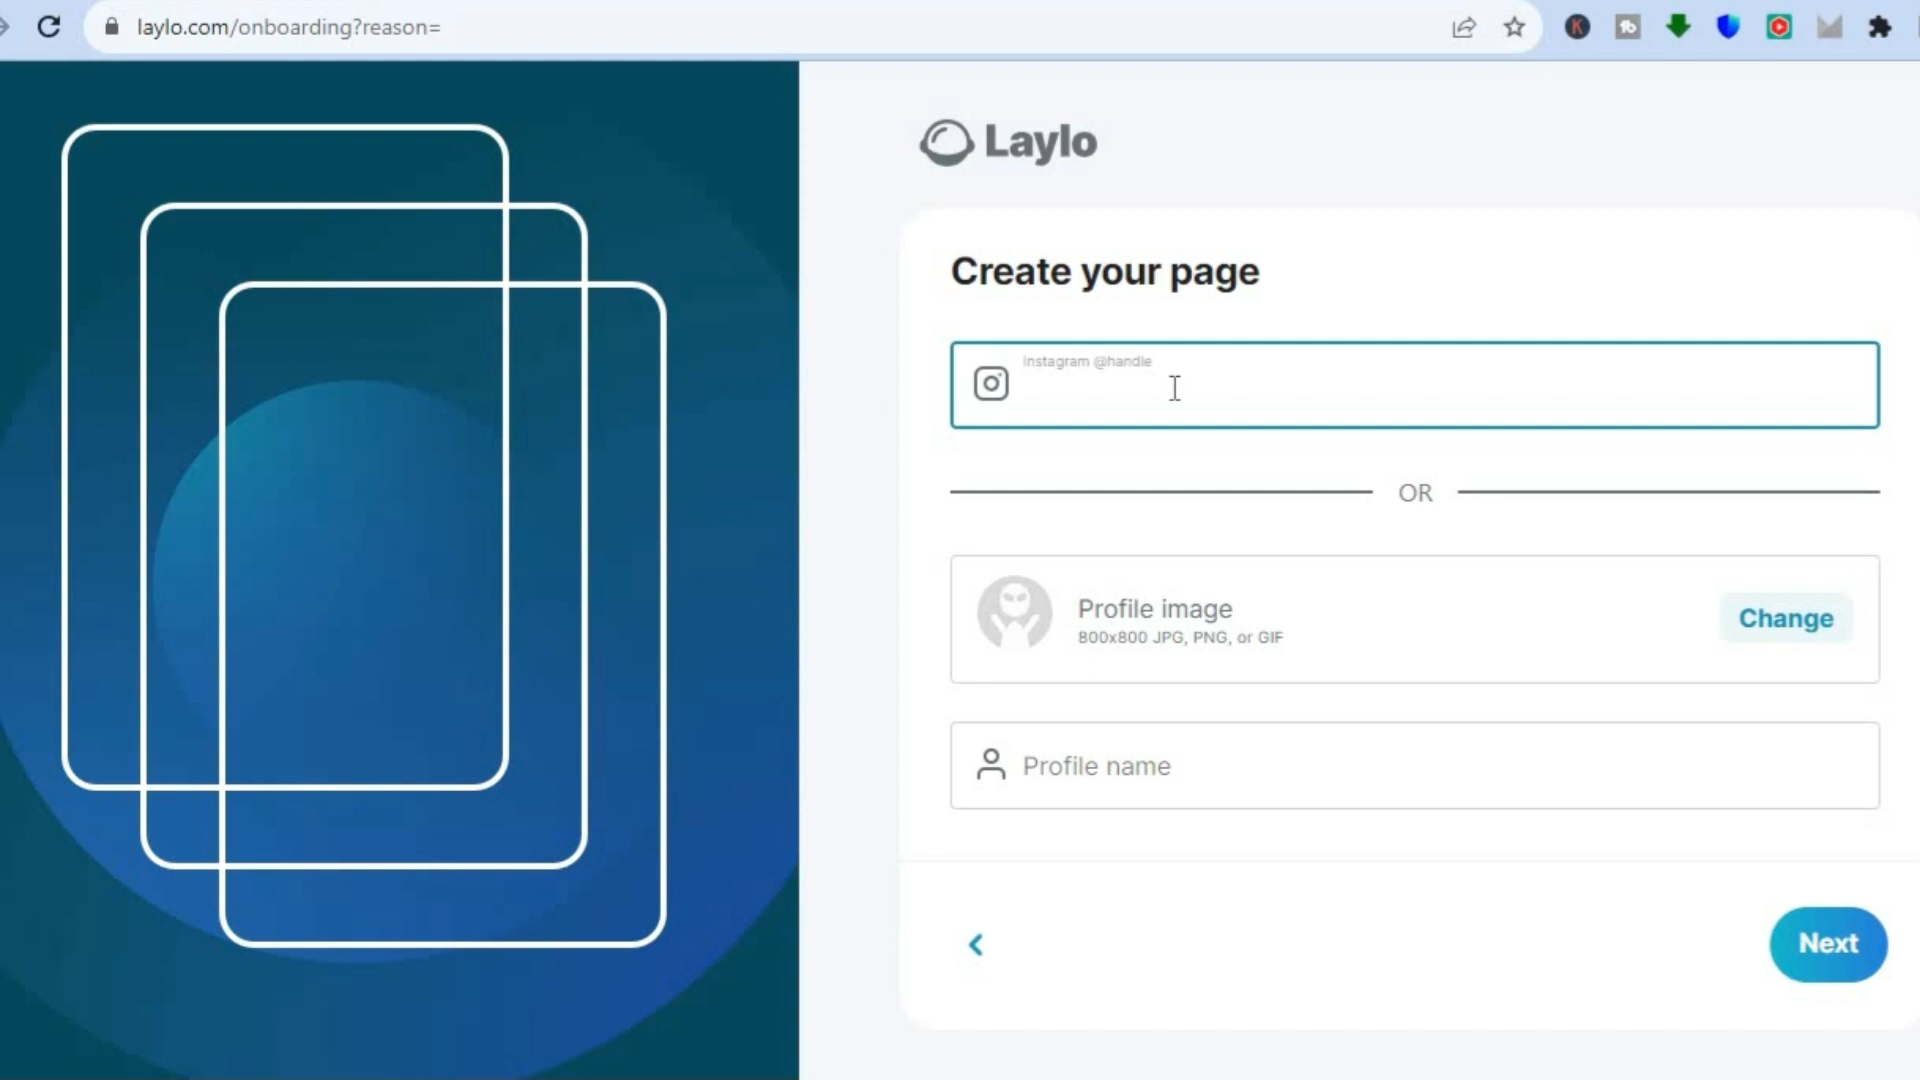 laylo.com/onboarding?reason=
Laylo
Create your page
Instagram @handle
OR
Profile image
800x800 JPG, PNG, or GIF
Change
Profile name
Next